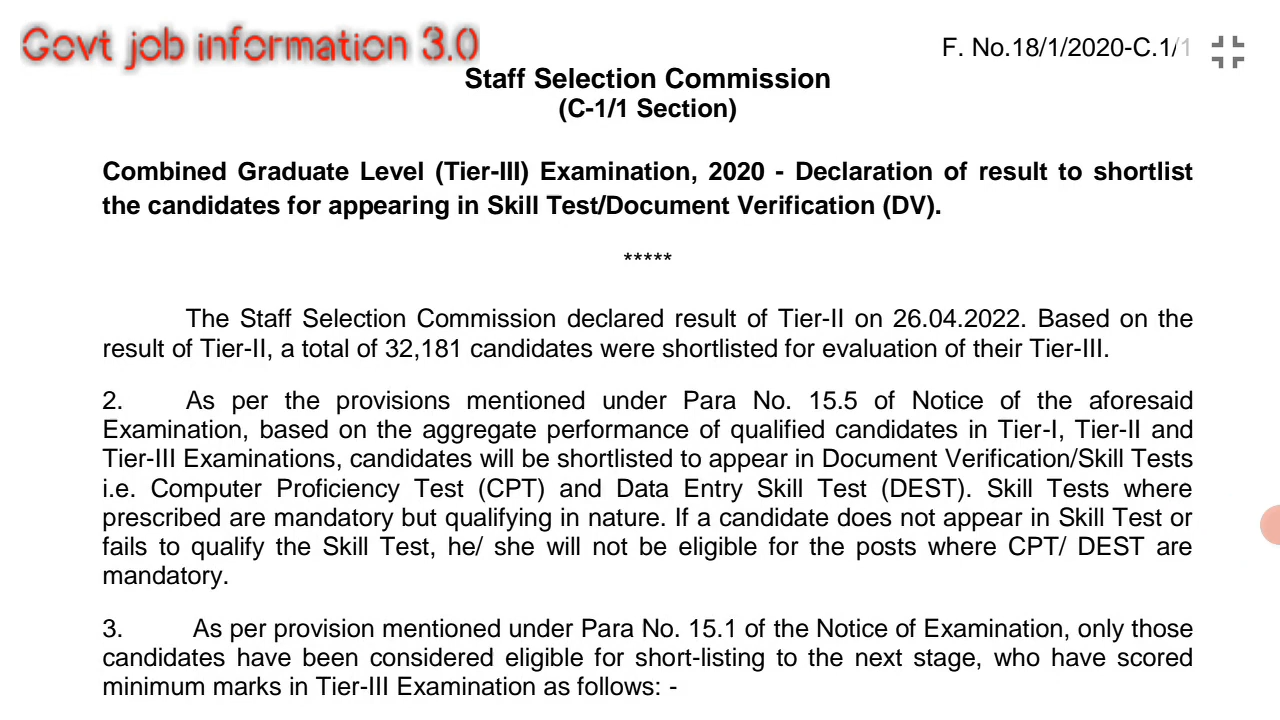 Govt job information 3.0
F. No.18/1/2020-C.1/1
Staff Selection Commission
(C-1/1 Section)
Combined Graduate Level (Tier-III) Examination, 2020 - Declaration of result to shortlist
the candidates for appearing in Skill Test/Document Verification (DV).
*****
The Staff Selection Commission declared result of Tier-II on 26.04.2022. Based on the
result of Tier-II, a total of 32,181 candidates were shortlisted for evaluation of their Tier-III.
2. As per the provisions mentioned under Para No. 15.5 of Notice of the aforesaid
Examination, based on the aggregate performance of qualified candidates in Tier-I, Tier-II and
Tier-III Examinations, candidates will be shortlisted to appear in Document Verification/Skill Tests
i.e. Computer Proficiency Test (CPT) and Data Entry Skill Test (DEST). Skill Tests where
prescribed are mandatory but qualifying in nature. If a candidate does not appear in Skill Test or
fails to qualify the Skill Test, he/ she will not be eligible for the posts where CPT/ DEST are
mandatory.
3. As per provision mentioned under Para No. 15.1 of the Notice of Examination, only those
candidates have been considered eligible for short-listing to the next stage, who have scored
minimum marks in Tier-III Examination as follows: -